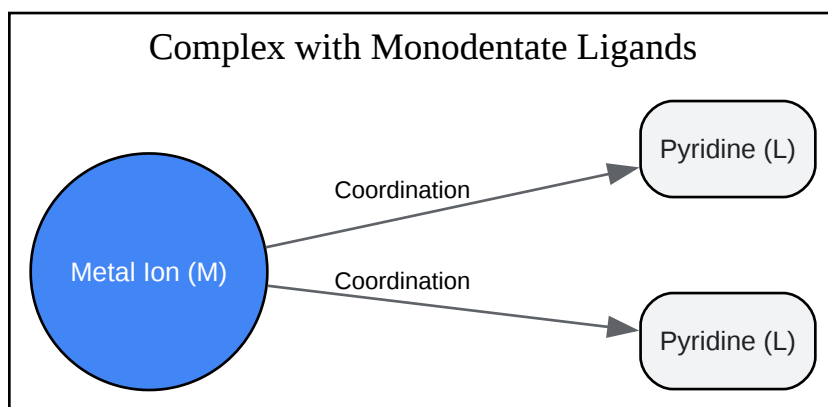 Complex with Monodentate Ligands
Pyridine (L)
Coordination
Metal Ion (M)
Coordination
Pyridine (L)